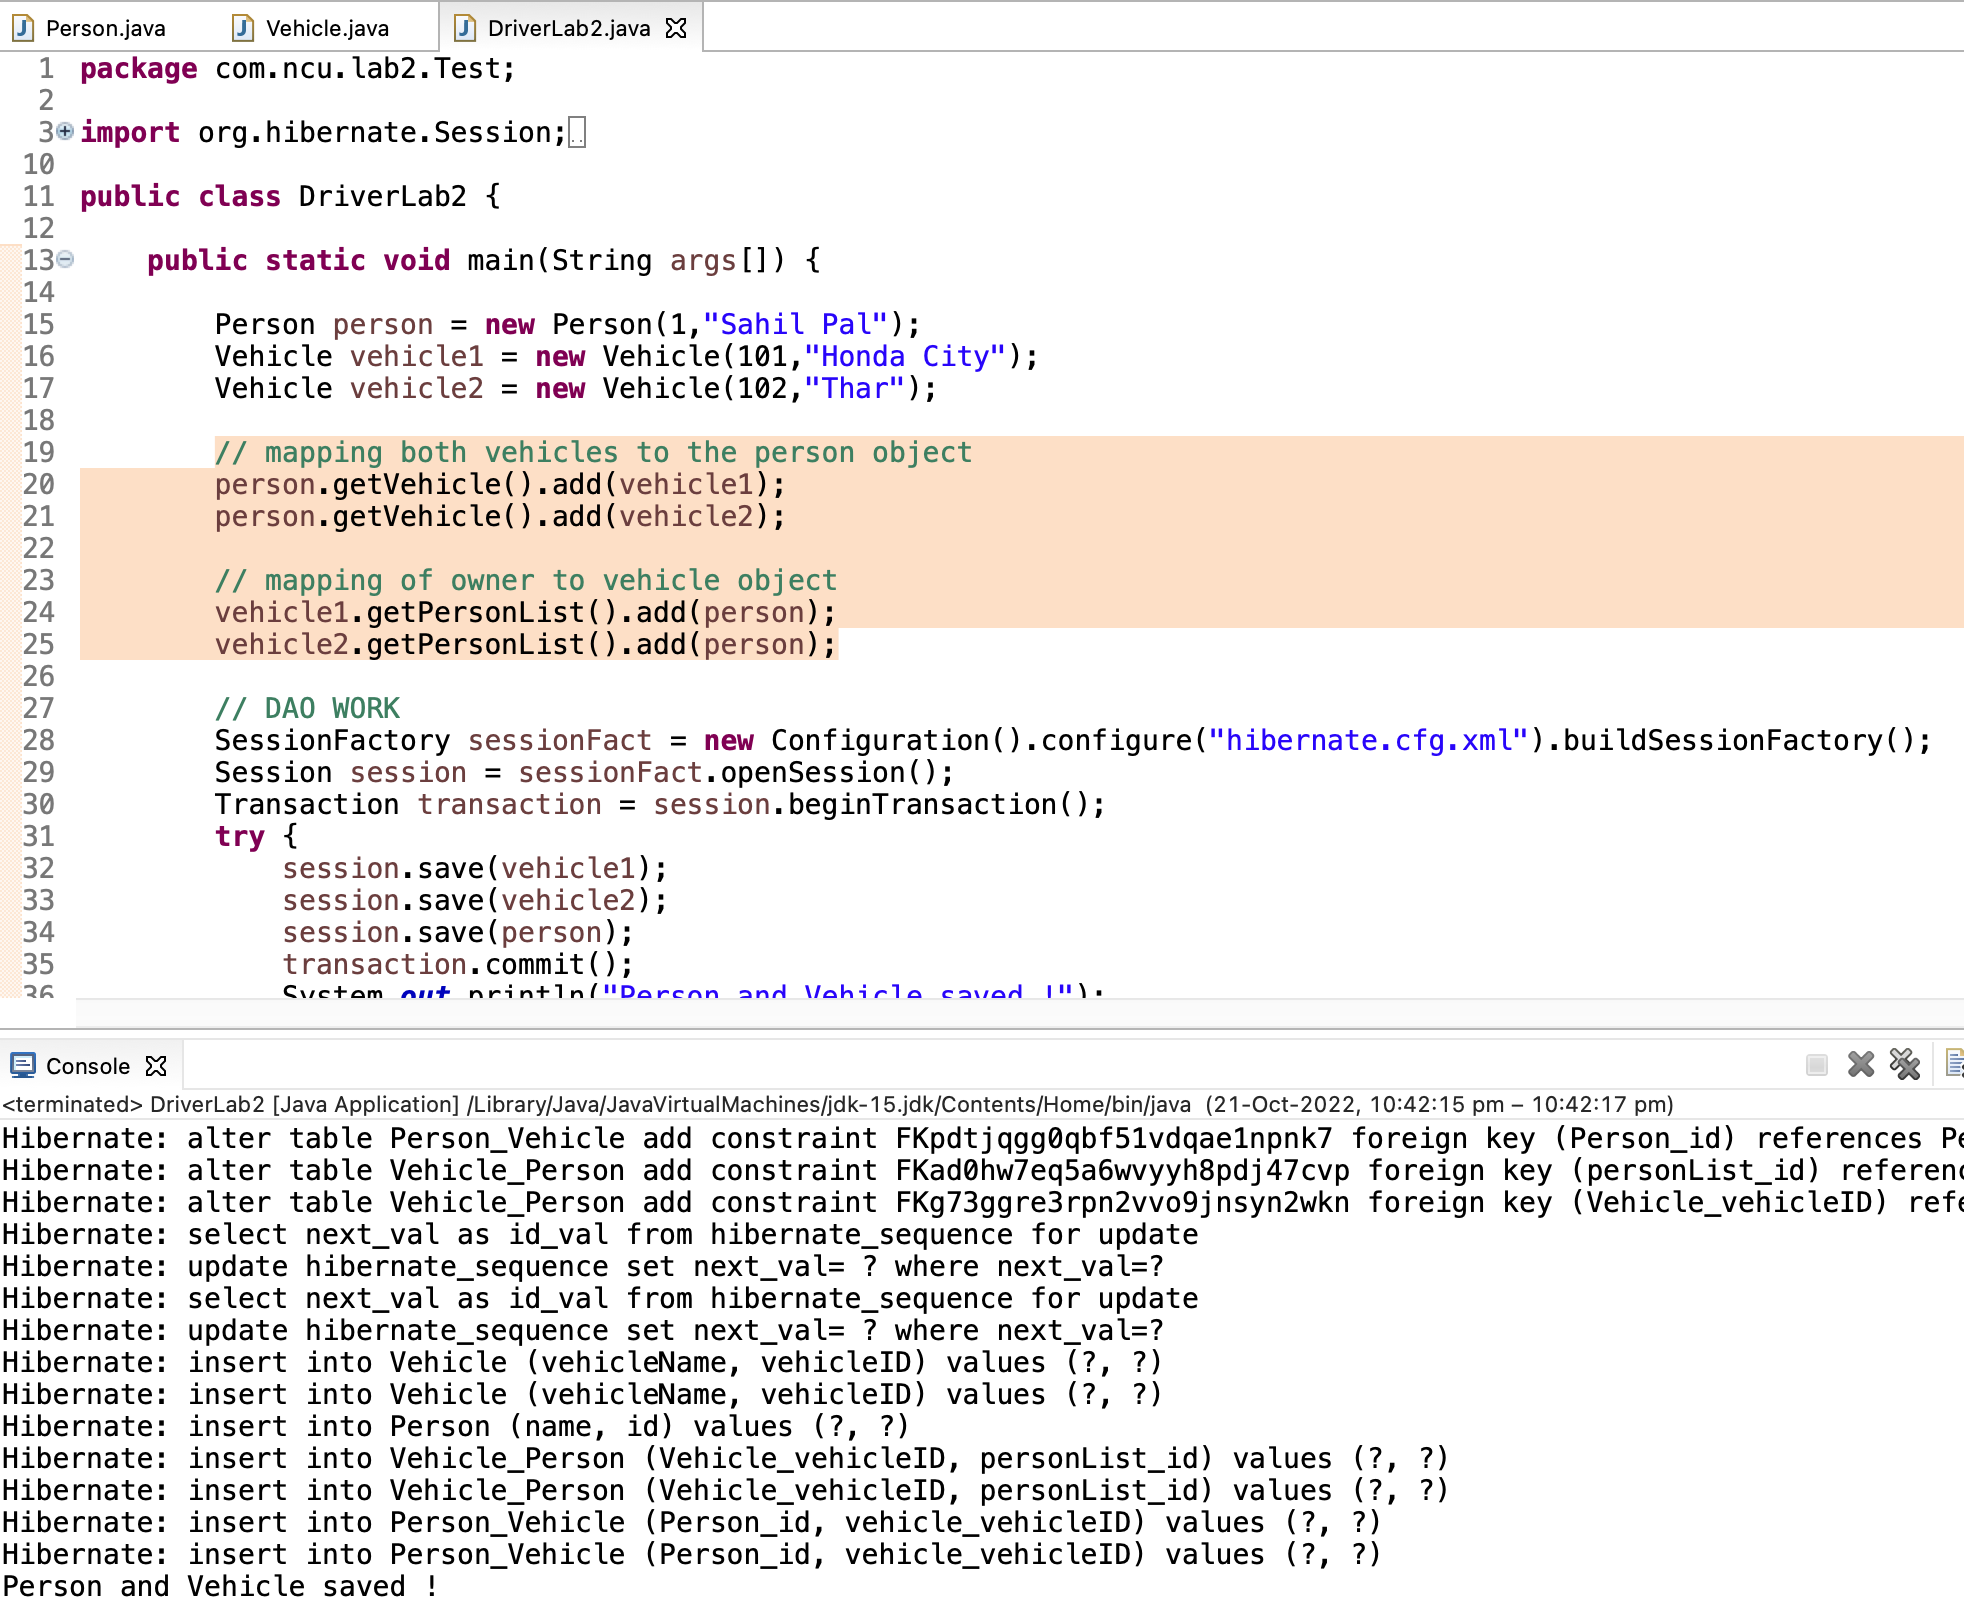 Person.java Vehicle.java DriverLab2.java
1 package com.ncu.lab2.Test;
2
3 import org.hibernate.Session;
10
11 public class DriverLab2 {
12
13 public static void main(String args[]) {
14
15 Person person = new Person(1,"Sahil Pal");
16 Vehicle vehicle1 = new Vehicle(101,"Honda City");
17 Vehicle vehicle2 = new Vehicle(102,"Thar");
18
19 // mapping both vehicles to the person object
20 person.getVehicle().add(vehicle1);
21 person.getVehicle().add(vehicle2);
22
23 // mapping of owner to vehicle object
24 vehicle1.getPersonList().add(person);
25 vehicle2.getPersonList().add(person);
26
27 // DAO WORK
28 SessionFactory sessionFact = new Configuration().configure("hibernate.cfg.xml").buildSessionFactory();
29 Session session = sessionFact.openSession();
30 Transaction transaction = session.beginTransaction();
31 try {
32 session.save(vehicle1);
33 session.save(vehicle2);
34 session.save(person);
35 transaction.commit();
36 System.out.println("Person and Vehicle saved !");
Console
<terminated> DriverLab2 [Java Application] /Library/Java/JavaVirtualMachines/jdk-15.jdk/Contents/Home/bin/java (21-Oct-2022, 10:42:15 pm – 10:42:17 pm)
Hibernate: alter table Person_Vehicle add constraint FKpdtjqgg0qbf51vdqae1npnk7 foreign key (Person_id) references Pe
Hibernate: alter table Vehicle_Person add constraint FKad0hw7eq5a6wvyyh8pdj47cvp foreign key (personList_id) referenc
Hibernate: alter table Vehicle_Person add constraint FKg73ggre3rpn2vvo9jnsyn2wkn foreign key (Vehicle_vehicleID) refe
Hibernate: select next_val as id_val from hibernate_sequence for update
Hibernate: update hibernate_sequence set next_val= ? where next_val=?
Hibernate: select next_val as id_val from hibernate_sequence for update
Hibernate: update hibernate_sequence set next_val= ? where next_val=?
Hibernate: insert into Vehicle (vehicleName, vehicleID) values (?, ?)
Hibernate: insert into Vehicle (vehicleName, vehicleID) values (?, ?)
Hibernate: insert into Person (name, id) values (?, ?)
Hibernate: insert into Vehicle_Person (Vehicle_vehicleID, personList_id) values (?, ?)
Hibernate: insert into Vehicle_Person (Vehicle_vehicleID, personList_id) values (?, ?)
Hibernate: insert into Person_Vehicle (Person_id, vehicle_vehicleID) values (?, ?)
Hibernate: insert into Person_Vehicle (Person_id, vehicle_vehicleID) values (?, ?)
Person and Vehicle saved !